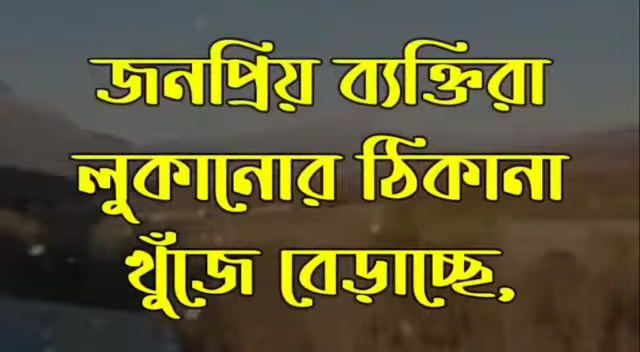 জনপ্রিয় ব্যক্তিরা
লুকানোর ঠিকানা
খুঁজে বেড়াচ্ছে,